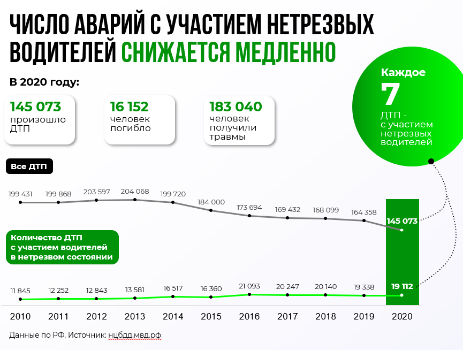 ЧИСЛО АВАРИЙ С УЧАСТИЕМ НЕТРЕЗВЫХ
ВОДИТЕЛЕЙ СНИЖАЕТСЯ МЕДЛЕННО
В 2020 году:
145 073
произошло
ДТП
16 152
человек
погибло
183 040
человек
получили
травмы
Каждое
7
ДТП –
с участием
нетрезвых
водителей
Все ДТП
199 431 199 868 203 597 204 068 199 720 184 000 173 694 169 432 168 099 164 358 145 073
Количество ДТП
с участием водителей
в нетрезвом состоянии
11 845 12 252 12 843 13 581 16 517 16 360 21 093 20 247 20 140 19 338 19 112
2010 2011 2012 2013 2014 2015 2016 2017 2018 2019 2020
Данные по РФ. Источник: нцбдд.мвд.рф